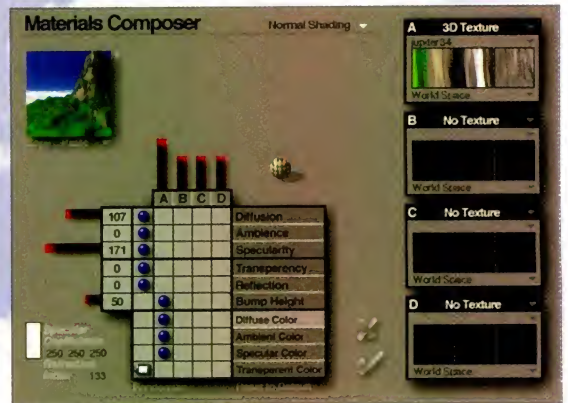 Materials Composer
Normal Shading
A 3D Texture
jupiter34
World Space
B No Texture
World Space
C No Texture
World Space
D No Texture
World Space
A B C D
107 Diffusion
0 Ambience
171 Specularity
0 Transparency
0 Reflection
50 Bump Height
Diffuse Color
Ambient Color
Specular Color
Transparent Color
250 250 250
133